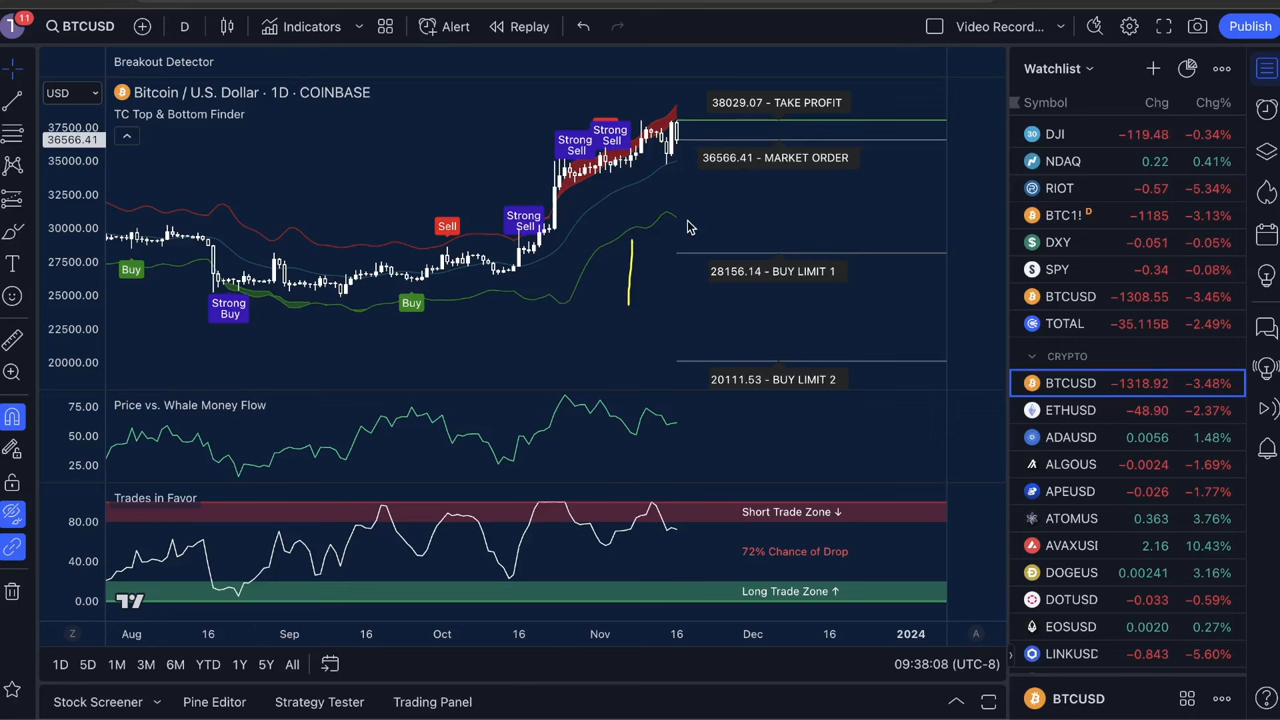 T 11 BTCUSD D Indicators Alert Replay Video Recor... Publish
Breakout Detector
USD
Bitcoin / U.S. Dollar · 1D · COINBASE
TC Top & Bottom Finder
37500.00
36566.41
35000.00
32500.00
30000.00
27500.00
25000.00
22500.00
20000.00
38029.07 - TAKE PROFIT
36566.41 - MARKET ORDER
28156.14 - BUY LIMIT 1
20111.53 - BUY LIMIT 2
Strong
Sell
Strong
Sell
Strong
Sell
Sell
Buy
Strong
Buy
Buy
Price vs. Whale Money Flow
75.00
50.00
25.00
Trades in Favor
80.00
40.00
0.00
Short Trade Zone ↓
72% Chance of Drop
Long Trade Zone ↑
Z Aug 16 Sep 16 Oct 16 Nov 16 Dec 16 2024 A
1D 5D 1M 3M 6M YTD 1Y 5Y All 09:38:08 (UTC-8)
Stock Screener Pine Editor Strategy Tester Trading Panel
Watchlist
Symbol Chg Chg%
DJI −119.48 −0.34%
NDAQ 0.22 0.41%
RIOT −0.57 −5.34%
BTC1! D −1185 −3.13%
DXY −0.051 −0.05%
SPY −0.34 −0.08%
BTCUSD −1308.55 −3.45%
TOTAL −35.115B −2.49%
CRYPTO
BTCUSD −1318.92 −3.48%
ETHUSD −48.90 −2.37%
ADAUSD 0.0056 1.48%
ALGOUS −0.0024 −1.69%
APEUSD −0.026 −1.77%
ATOMUS 0.363 3.76%
AVAXUSI 2.16 10.43%
DOGEUS 0.00241 3.16%
DOTUSD −0.033 −0.59%
EOSUSD 0.0020 0.27%
LINKUSD −0.843 −5.60%
BTCUSD